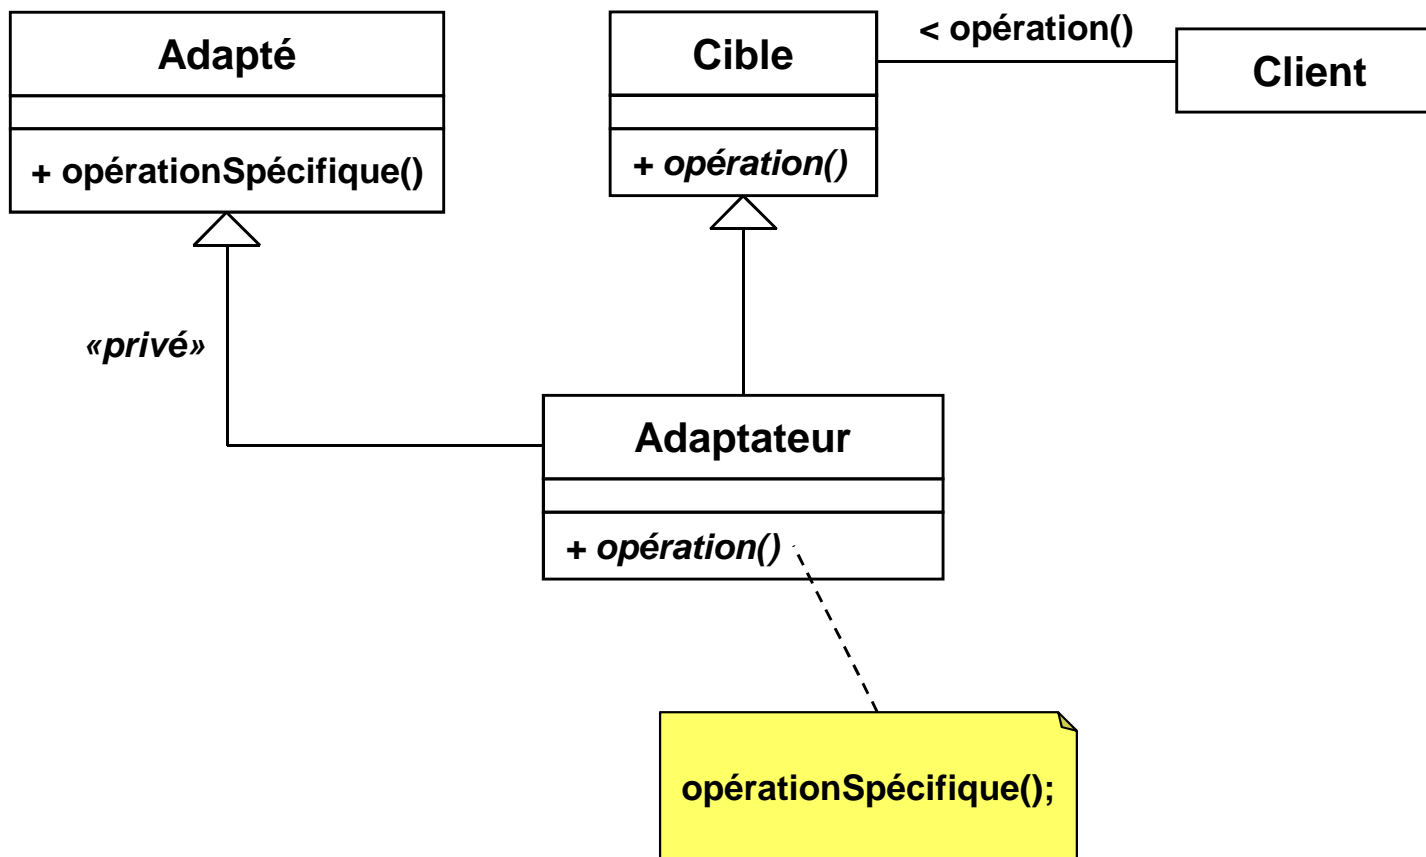 Adapté
+ opérationSpécifique()
Cible
+ opération()
< opération()
Client
«privé»
Adaptateur
+ opération()
opérationSpécifique();